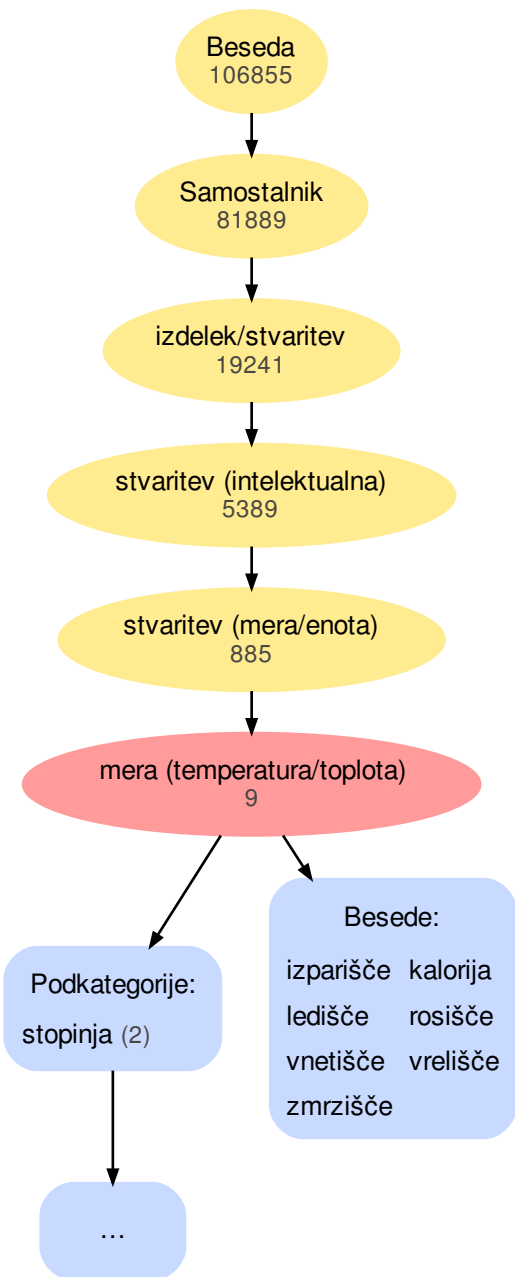 Beseda
106855
Samostalnik
81889
izdelek/stvaritev
19241
stvaritev (intelektualna)
5389
stvaritev (mera/enota)
885
mera (temperatura/toplota)
9
Podkategorije:
stopinja (2)
...
Besede:
izparišče kalorija
ledišče rosišče
vnetišče vrelišče
zmrzišče